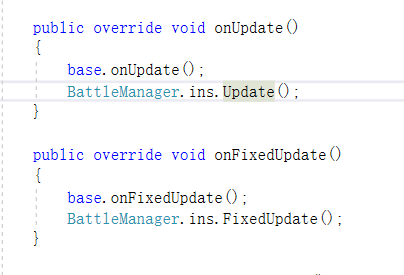 public override void onUpdate()
{
base.onUpdate();
BattleManager.ins.Update();
}
public override void onFixedUpdate()
{
base.onFixedUpdate();
BattleManager.ins.FixedUpdate();
}